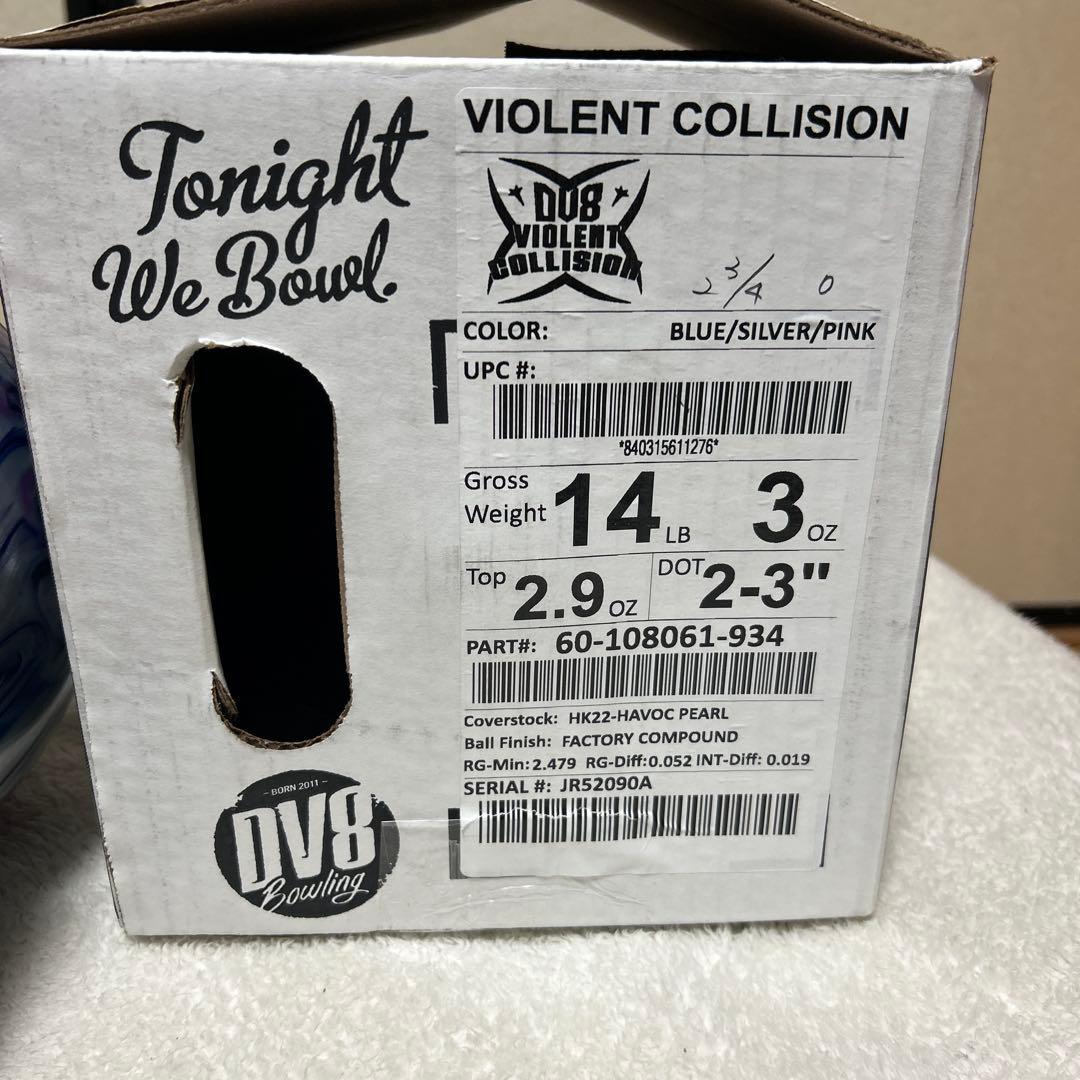 Tonight
We Bowl.
VIOLENT COLLISION
DV8
VIOLENT
COLLISION
2 3/4 0
COLOR: BLUE/SILVER/PINK
UPC #:
*840315611276*
Gross
Weight 14 LB 3 OZ
Top 2.9 OZ DOT 2-3"
PART#: 60-108061-934
Coverstock: HK22-HAVOC PEARL
Ball Finish: FACTORY COMPOUND
RG-Min: 2.479 RG-Diff: 0.052 INT-Diff: 0.019
SERIAL #: JR52090A
– BORN 2011 –
DV8
Bowling